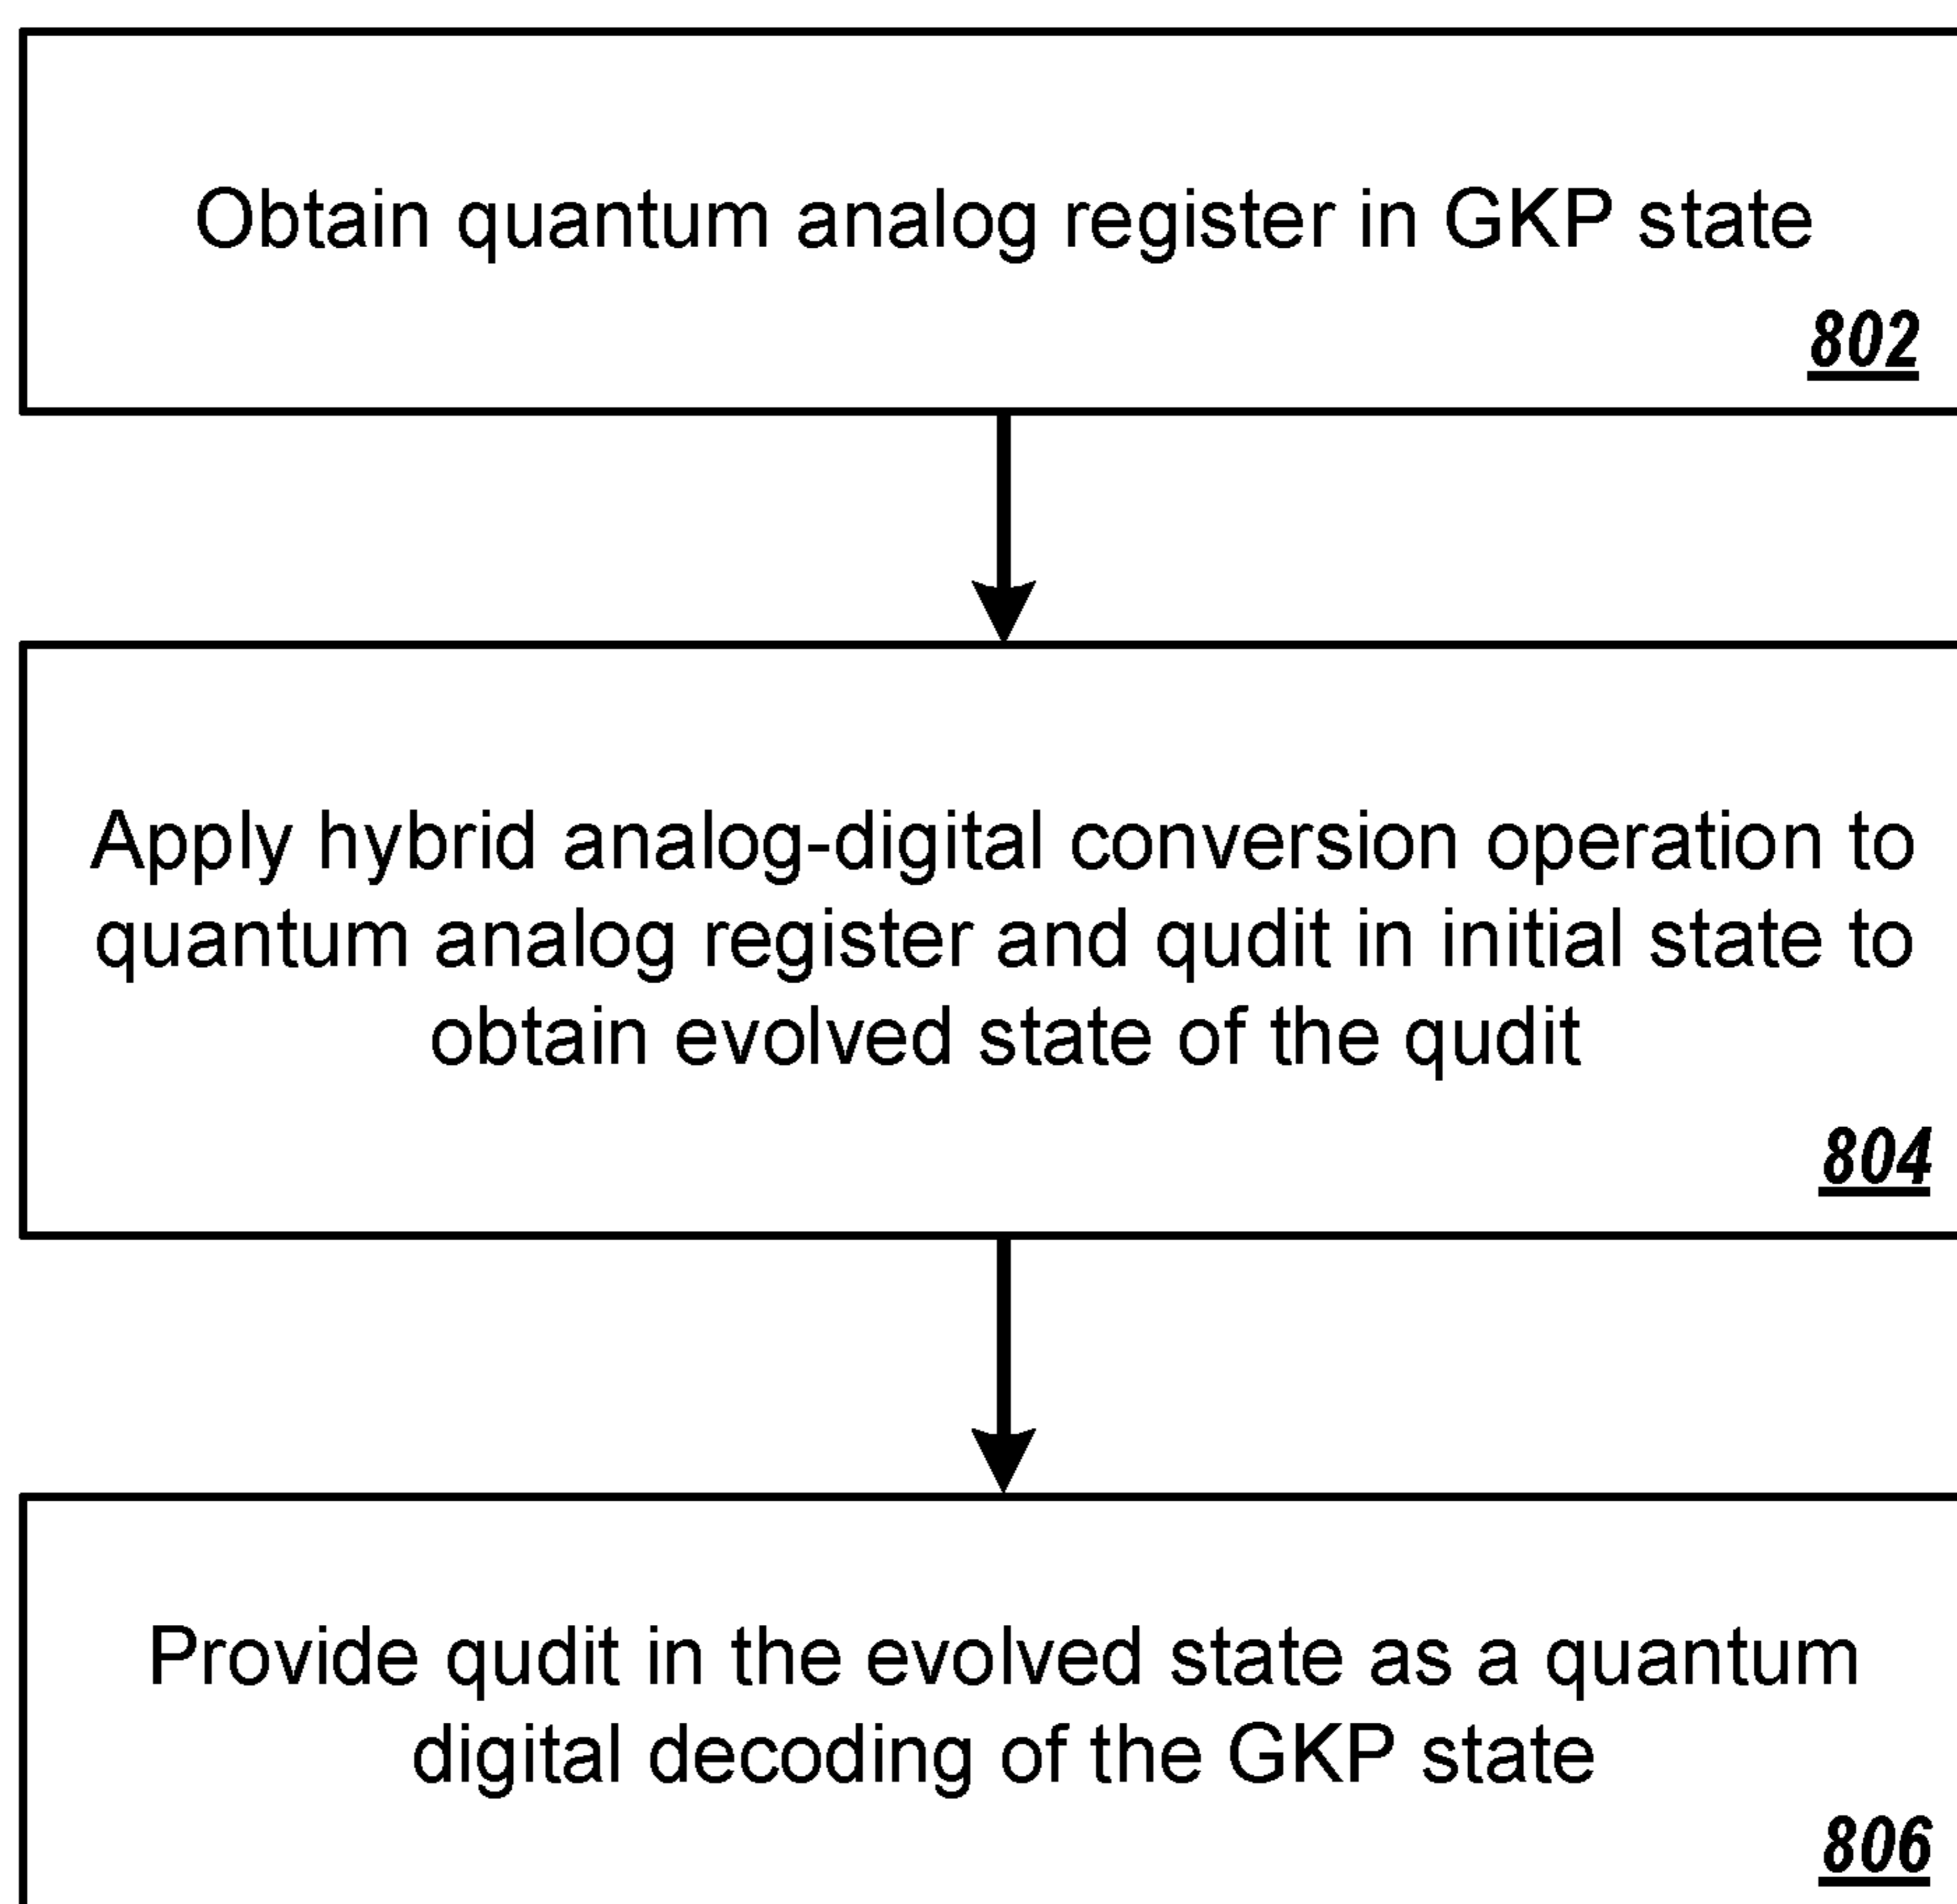 Obtain quantum analog register in GKP state
802
Apply hybrid analog-digital conversion operation to
quantum analog register and qudit in initial state to
obtain evolved state of the qudit
804
Provide qudit in the evolved state as a quantum
digital decoding of the GKP state
806